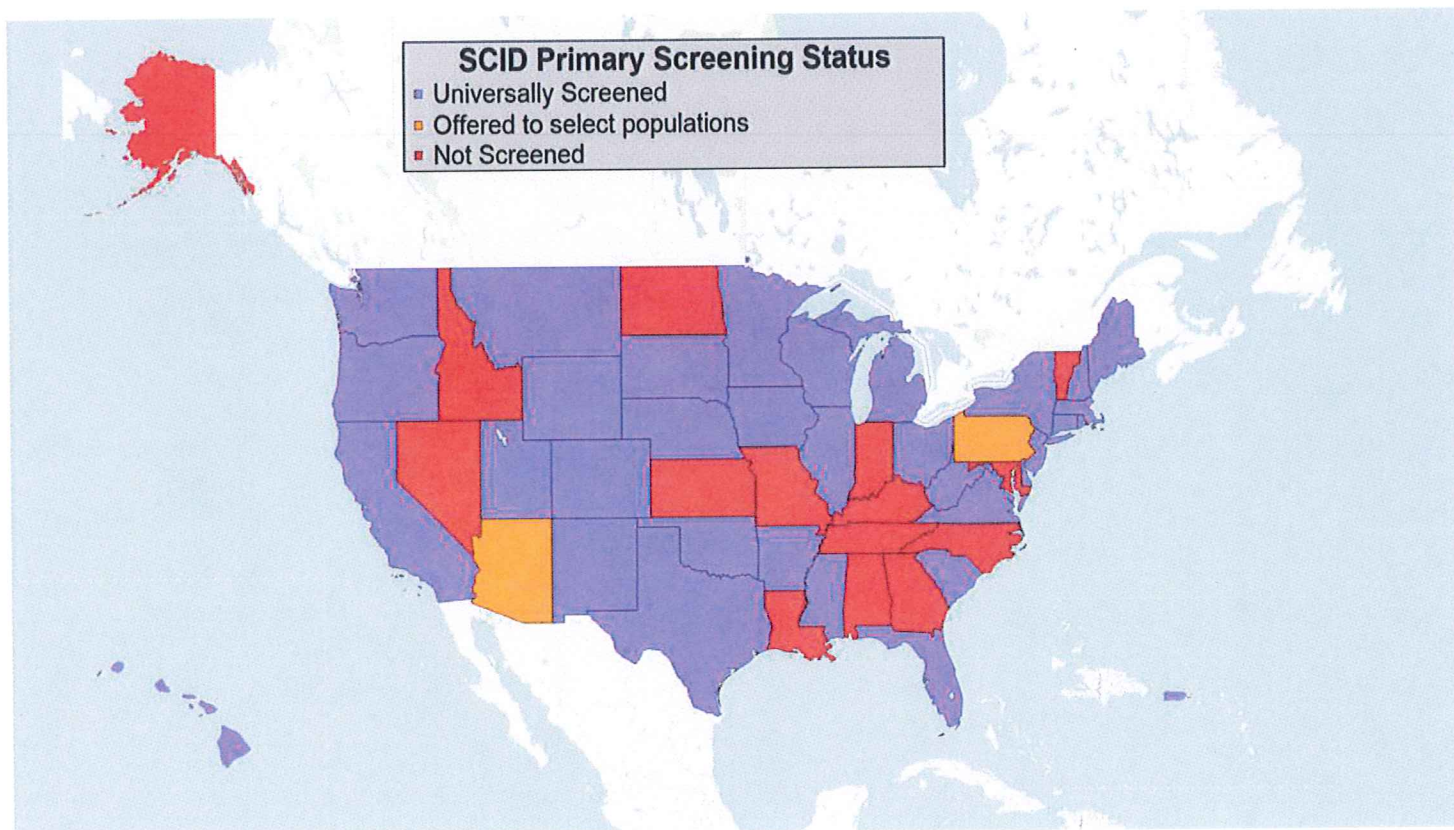 SCID Primary Screening Status
Universally Screened
Offered to select populations
Not Screened